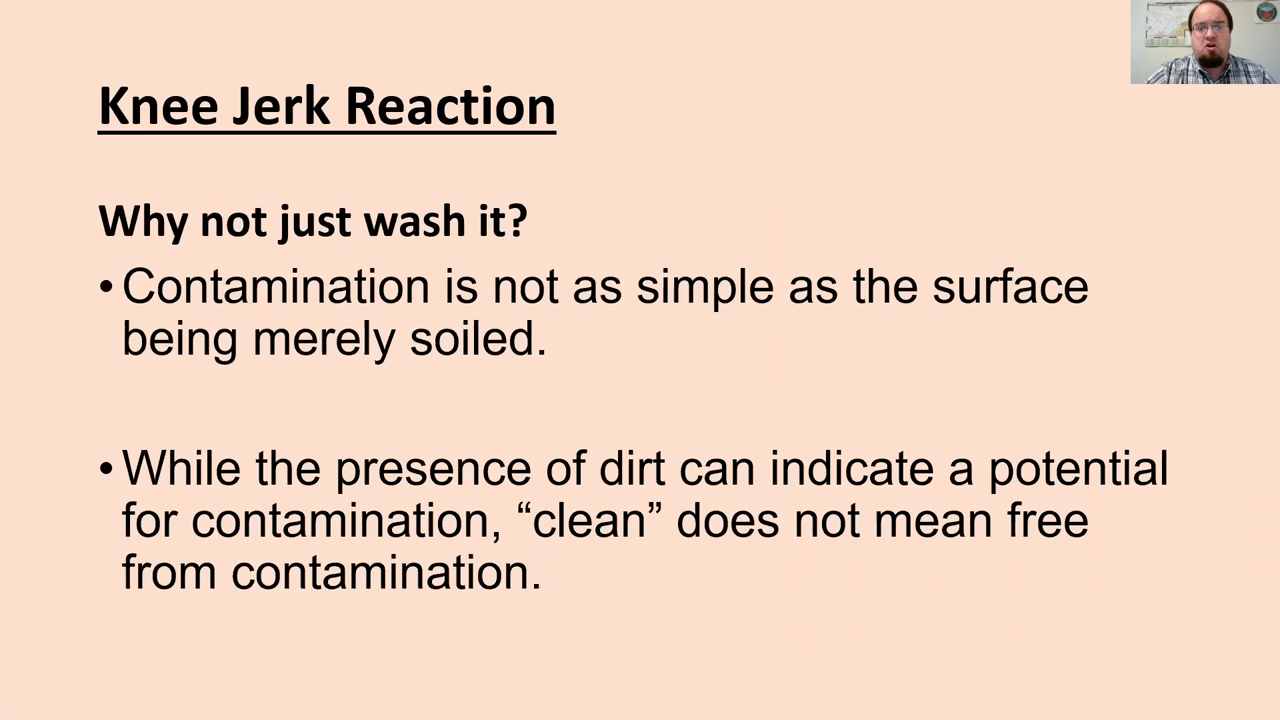 Knee Jerk Reaction
Why not just wash it?
•Contamination is not as simple as the surface
being merely soiled.
•While the presence of dirt can indicate a potential
for contamination, “clean” does not mean free
from contamination.